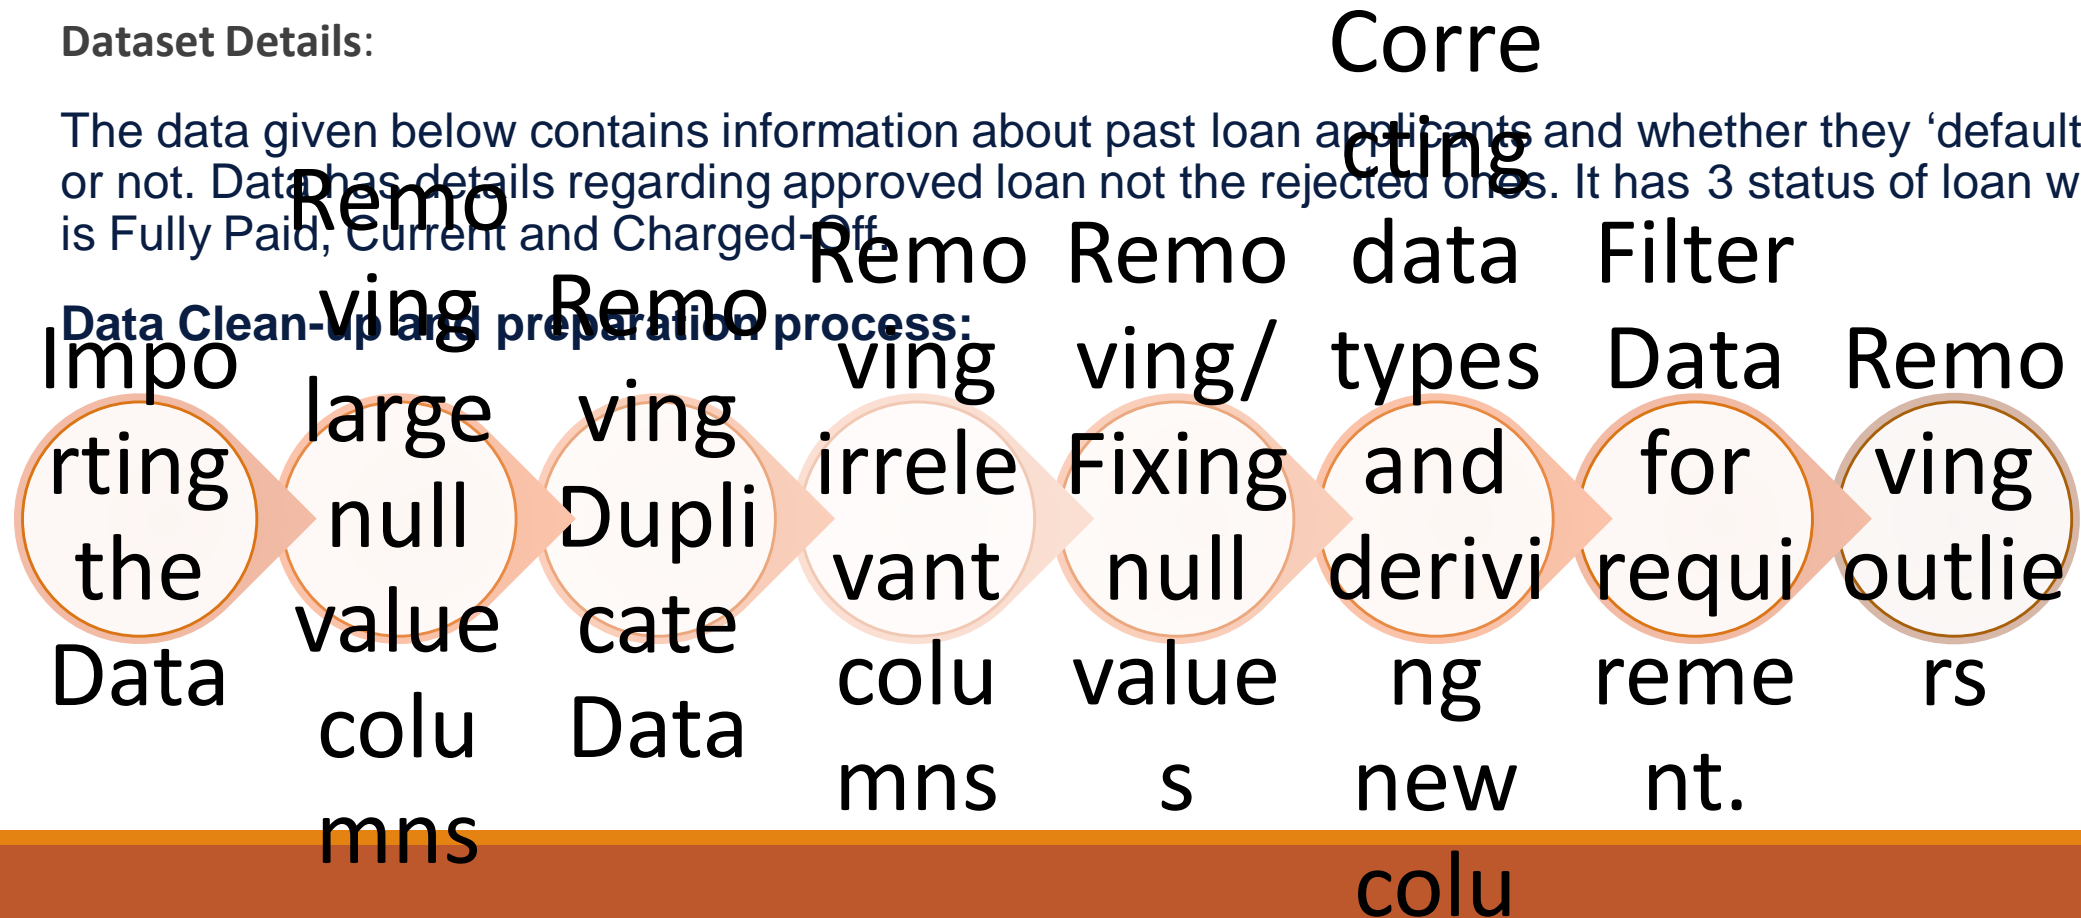 Dataset Details:
The data given below contains information about past loan applicants and whether they ‘default
or not. Data has details regarding approved loan not the rejected ones. It has 3 status of loan w
is Fully Paid, Current and Charged-Off.
Data Clean-up and preparation process:
Impo
rting
the
Data
Remo
ving
large
null
value
colu
mns
Remo
ving
Dupli
cate
Data
Remo
ving
irrele
vant
colu
mns
Remo
ving/
Fixing
null
value
s
Corre
cting
data
types
and
derivi
ng
new
colu
Filter
Data
for
requi
reme
nt.
Remo
ving
outlie
rs